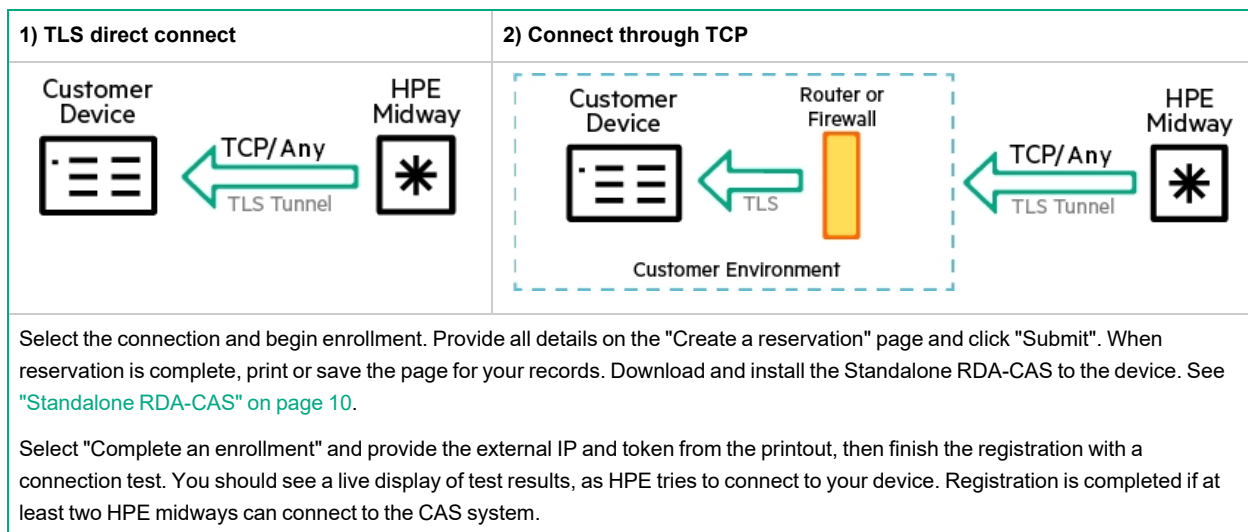 1) TLS direct connect
2) Connect through TCP
Customer
Device
HPE
Midway
TCP/Any
TLS Tunnel
Customer
Device
Router or
Firewall
HPE
Midway
TLS
TCP/Any
TLS Tunnel
Customer Environment
Select the connection and begin enrollment. Provide all details on the "Create a reservation" page and click "Submit". When
reservation is complete, print or save the page for your records. Download and install the Standalone RDA-CAS to the device. See
"Standalone RDA-CAS" on page 10.
Select "Complete an enrollment" and provide the external IP and token from the printout, then finish the registration with a
connection test. You should see a live display of test results, as HPE tries to connect to your device. Registration is completed if at
least two HPE midways can connect to the CAS system.